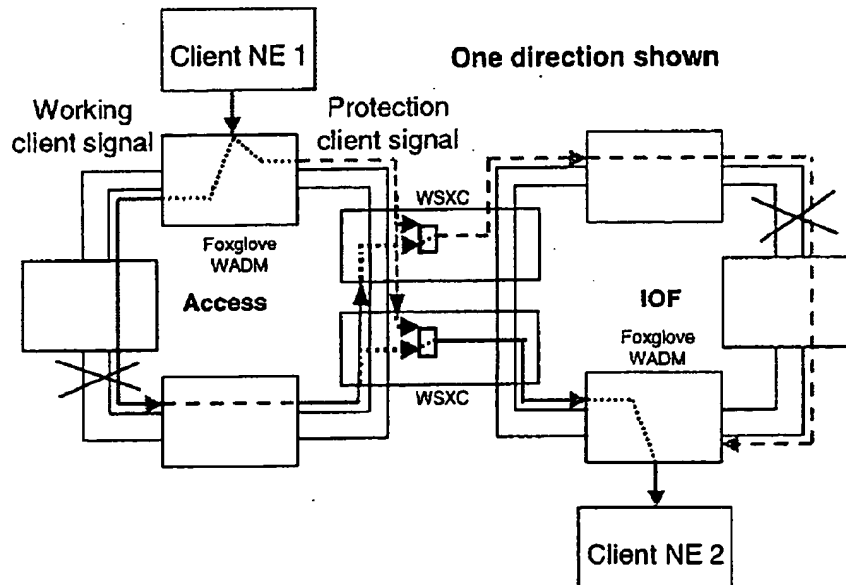 Client NE 1
One direction shown
Working
client signal
Protection
client signal
WSXC
Foxglove
WADM
Access
IOF
Foxglove
WADM
WSXC
Client NE 2